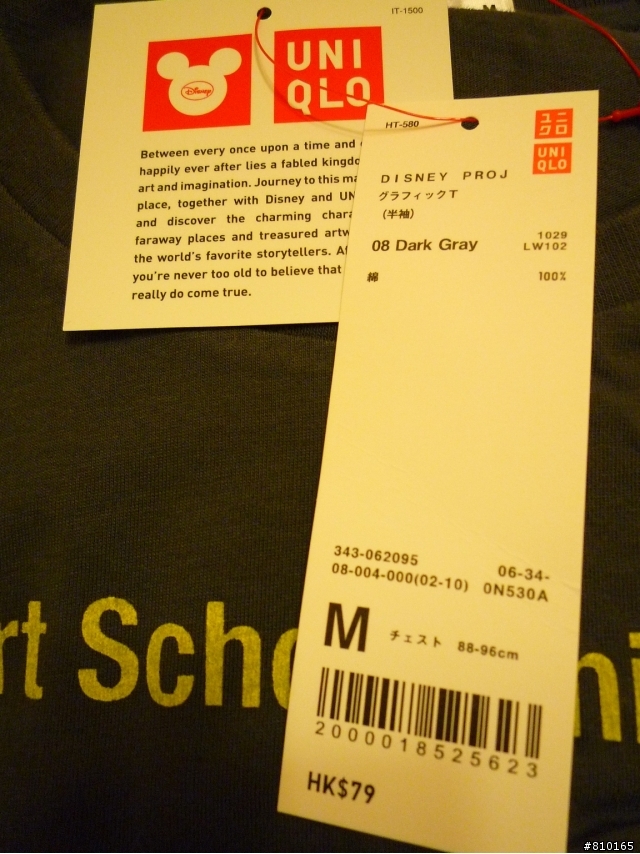 IT-1500
M
Disney
UNI
QLO
Between every once upon a time and
happily ever after lies a fabled
art and imagination. Journey to this
place, together with Disney and
and discover the charming
faraway places and treasured
the world's favorite storytellers.
you're never too old to believe that
really do come true.
HT-580
ユニ
クロ
UNI
QLO
DISNEY PROJ
グラフィックT
(半袖)
08 Dark Gray
1029
LW102
綿 100%
343-062095 06-34-
08-004-000(02-10) 0N530A
M チェスト 88-96cm
2000018525623
HK$79
rt Scho ni
#810165